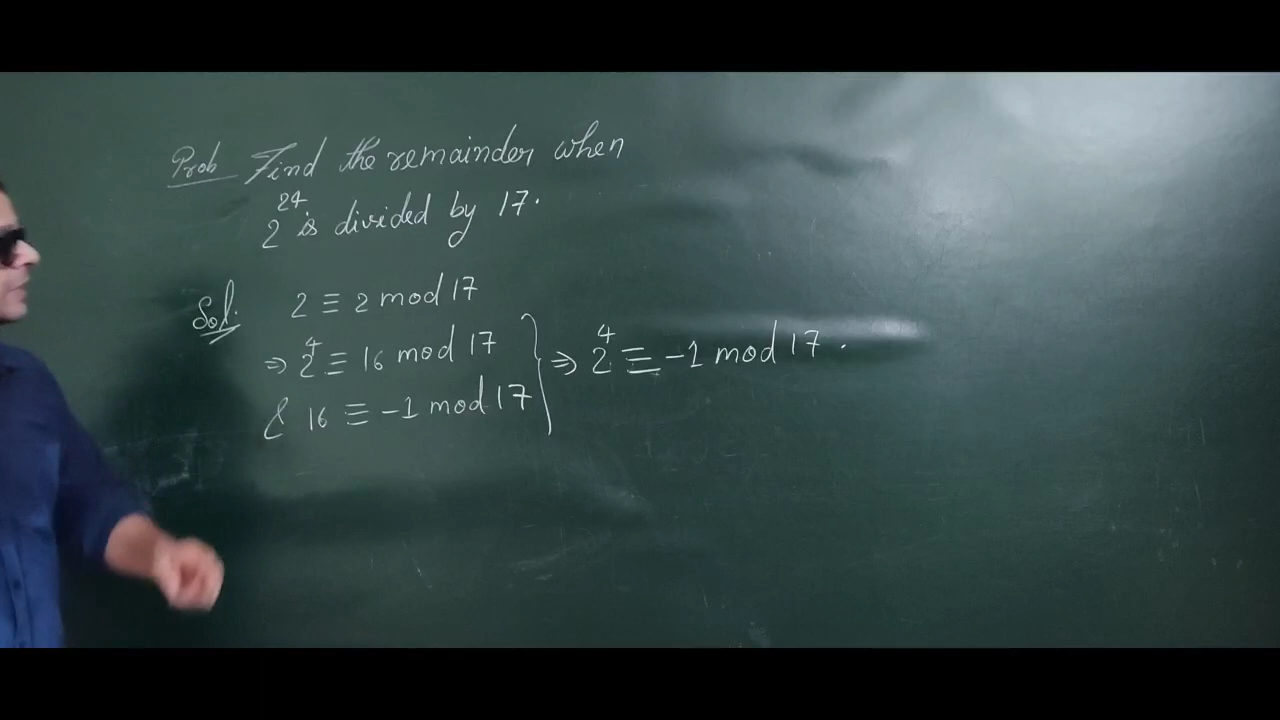 Prob Find the remainder when
2²⁴ is divided by 17.
Sol. 2 ≡ 2 mod 17
⇒ 2⁴ ≡ 16 mod 17
& 16 ≡ -1 mod 17 } ⇒ 2⁴ ≡ -1 mod 17.